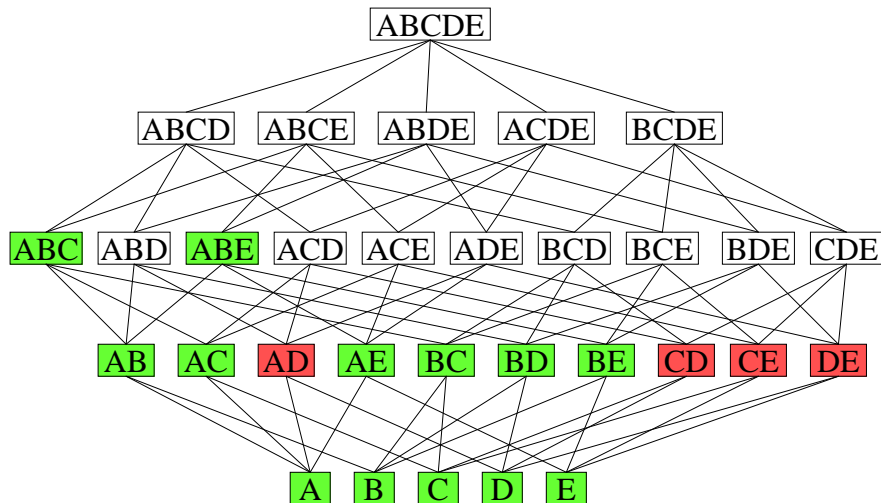 ABCDE
ABCD ABCE ABDE ACDE BCDE
ABC ABD ABE ACD ACE ADE BCD BCE BDE CDE
AB AC AD AE BC BD BE CD CE DE
A B C D E